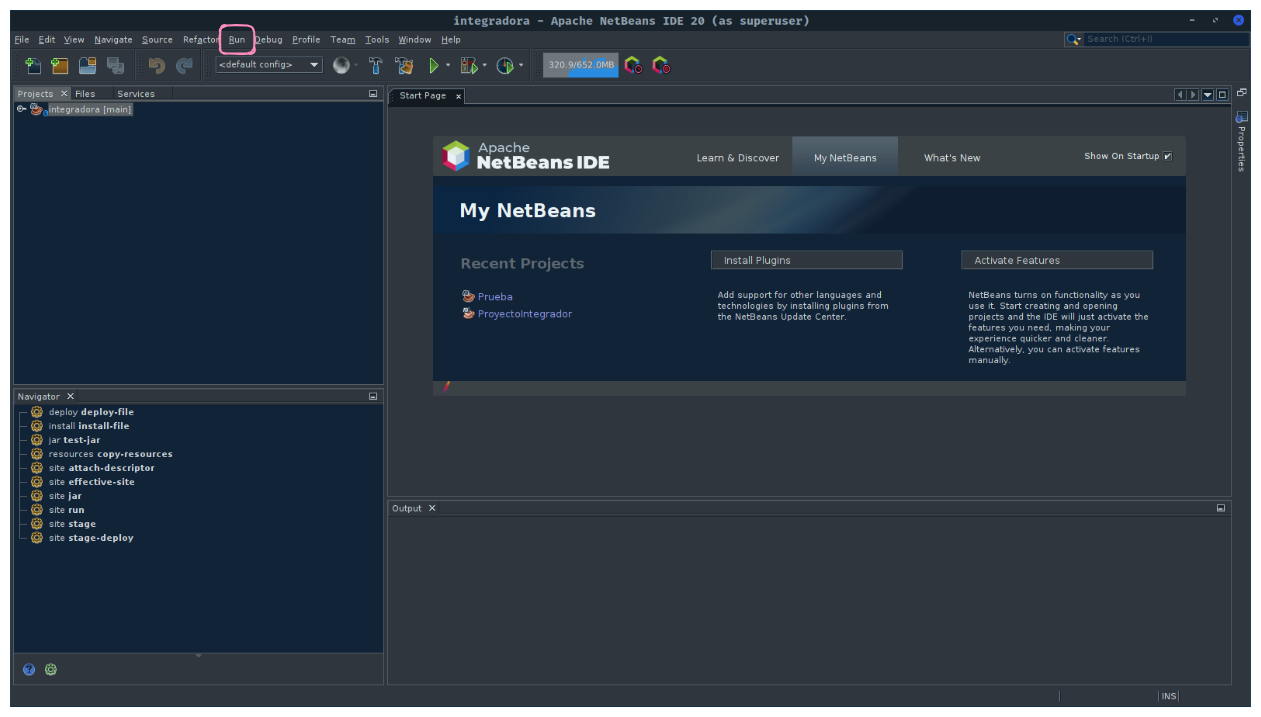 integradora – Apache NetBeans IDE 20 (as superuser)
File Edit View Navigate Source Refactor Run Debug Profile Team Tools Window Help
Search (Ctrl+I)
<default config>
320.9/652.0MB
Projects Files Services
integradora [main]
Start Page
Properties
Apache
NetBeans IDE
Learn & Discover My NetBeans What's New Show On Startup
My NetBeans
Recent Projects
Prueba
ProyectoIntegrador
Install Plugins
Add support for other languages and
technologies by installing plugins from
the NetBeans Update Center.
Activate Features
NetBeans turns on functionality as you
use it. Start creating and opening
projects and the IDE will just activate the
features you need, making your
experience quicker and cleaner.
Alternatively, you can activate features
manually.
Navigator
deploy deploy-file
install install-file
jar test-jar
resources copy-resources
site attach-descriptor
site effective-site
site jar
site run
site stage
site stage-deploy
Output
INS